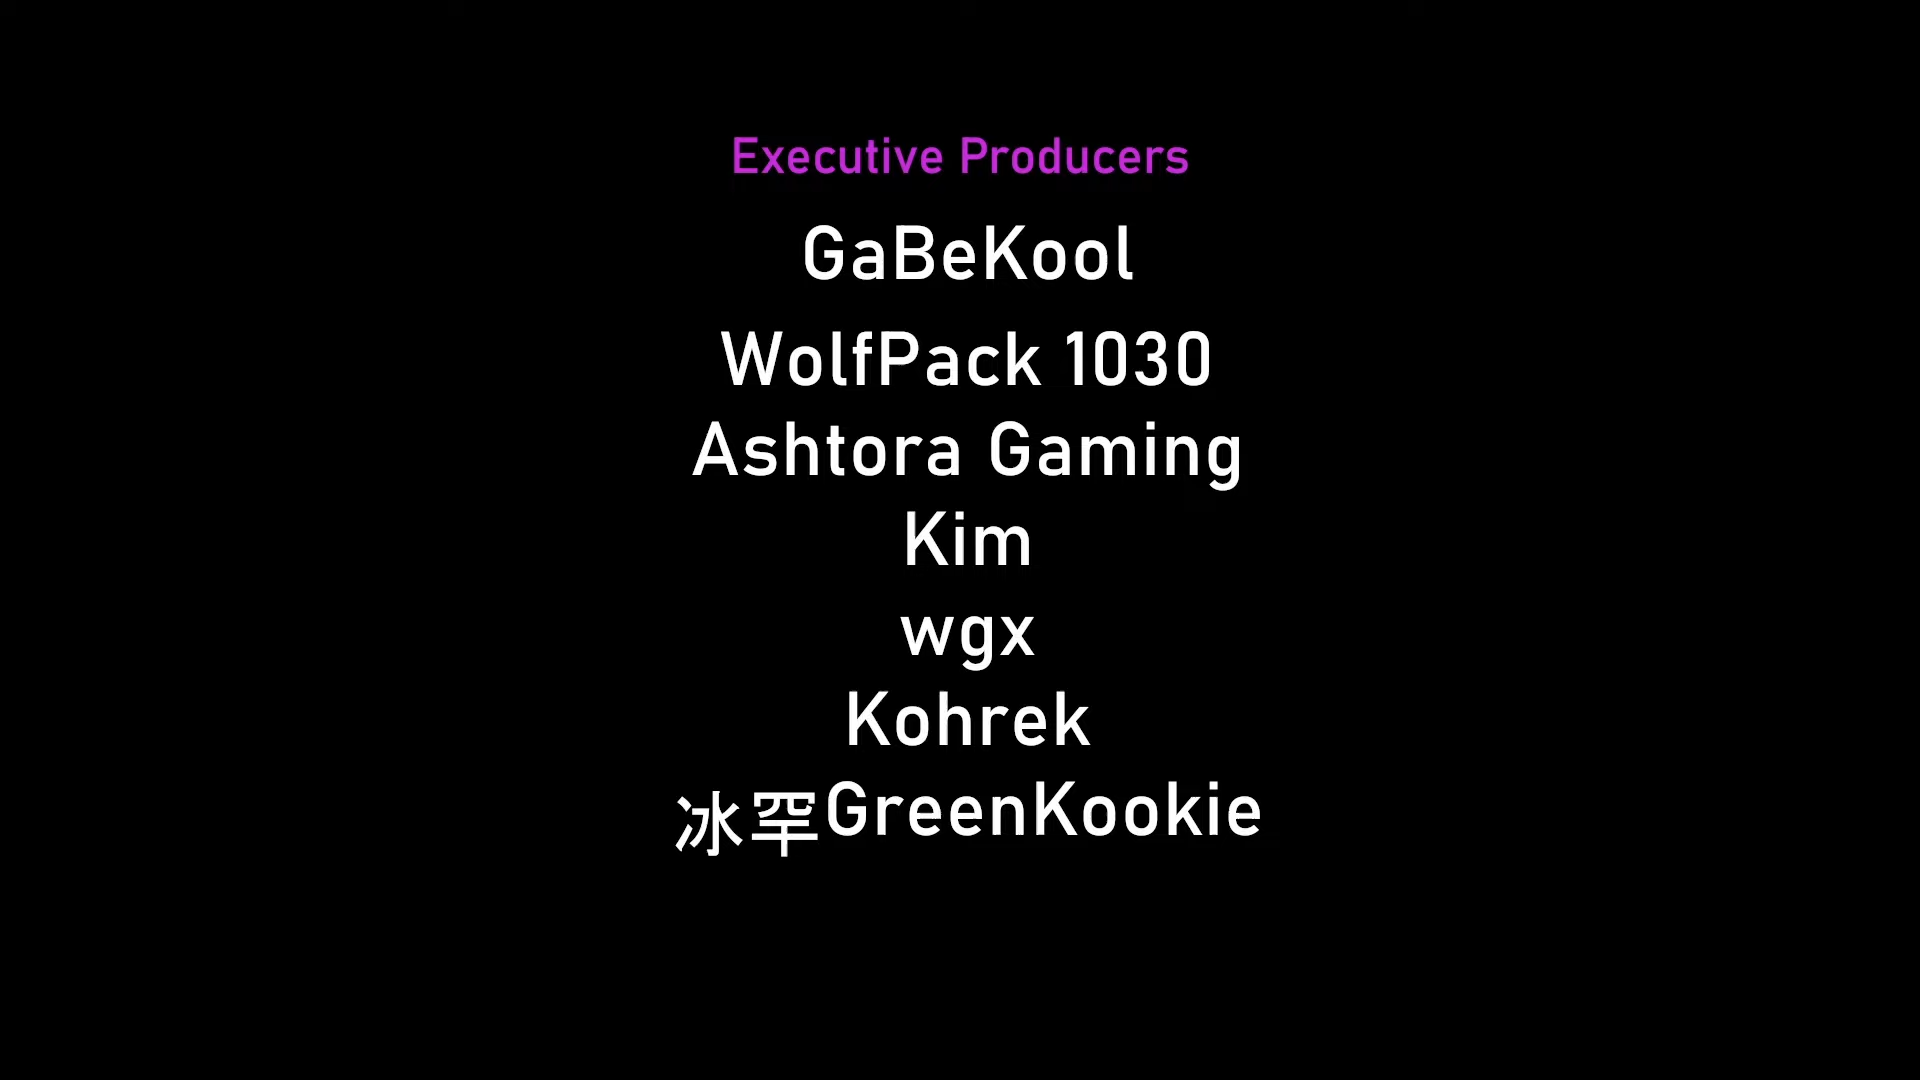 Executive Producers
GaBeKool
WolfPack 1030
Ashtora Gaming
Kim
wgx
Kohrek
冰罕GreenKookie